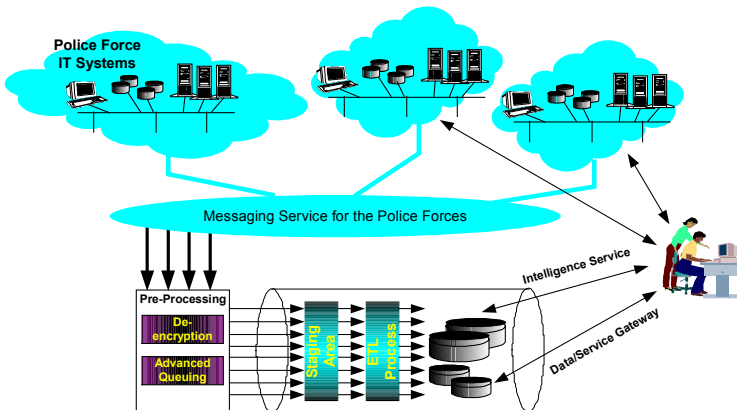 Police Force
IT Systems
Messaging Service for the Police Forces
Pre-Processing
De-
encryption
Advanced
Queuing
Staging
Area
ETL
Process
Intelligence Service
Data/Service Gateway